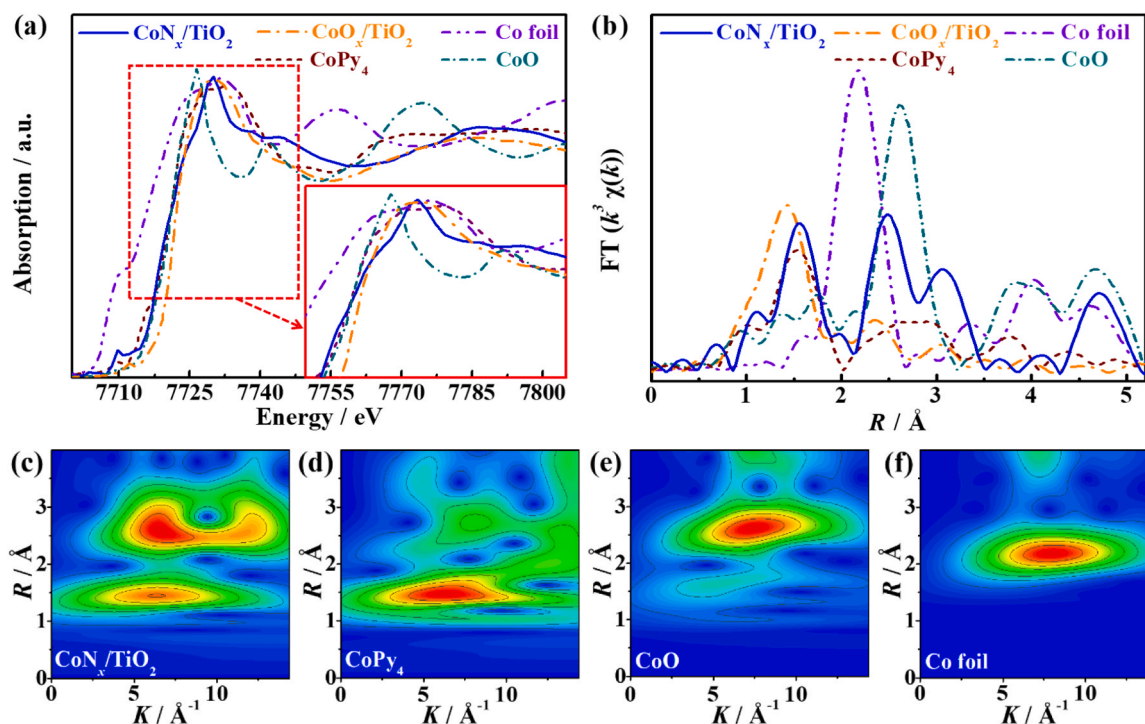 (a)
CoNx/TiO2 CoOx/TiO2 Co foil
CoPy4 CoO
Absorption / a.u.
7710 7725 7740 7755 7770 7785 7800
Energy / eV
(b)
CoNx/TiO2 CoOx/TiO2 Co foil
CoPy4 CoO
FT (k³ χ(k))
0 1 2 3 4 5
R / Å
(c)
R / Å
3
2
1
0
CoNx/TiO2
0 5 10
K / Å-1
(d)
R / Å
3
2
1
0
CoPy4
0 5 10
K / Å-1
(e)
R / Å
3
2
1
0
CoO
0 5 10
K / Å-1
(f)
R / Å
3
2
1
0
Co foil
0 5 10
K / Å-1